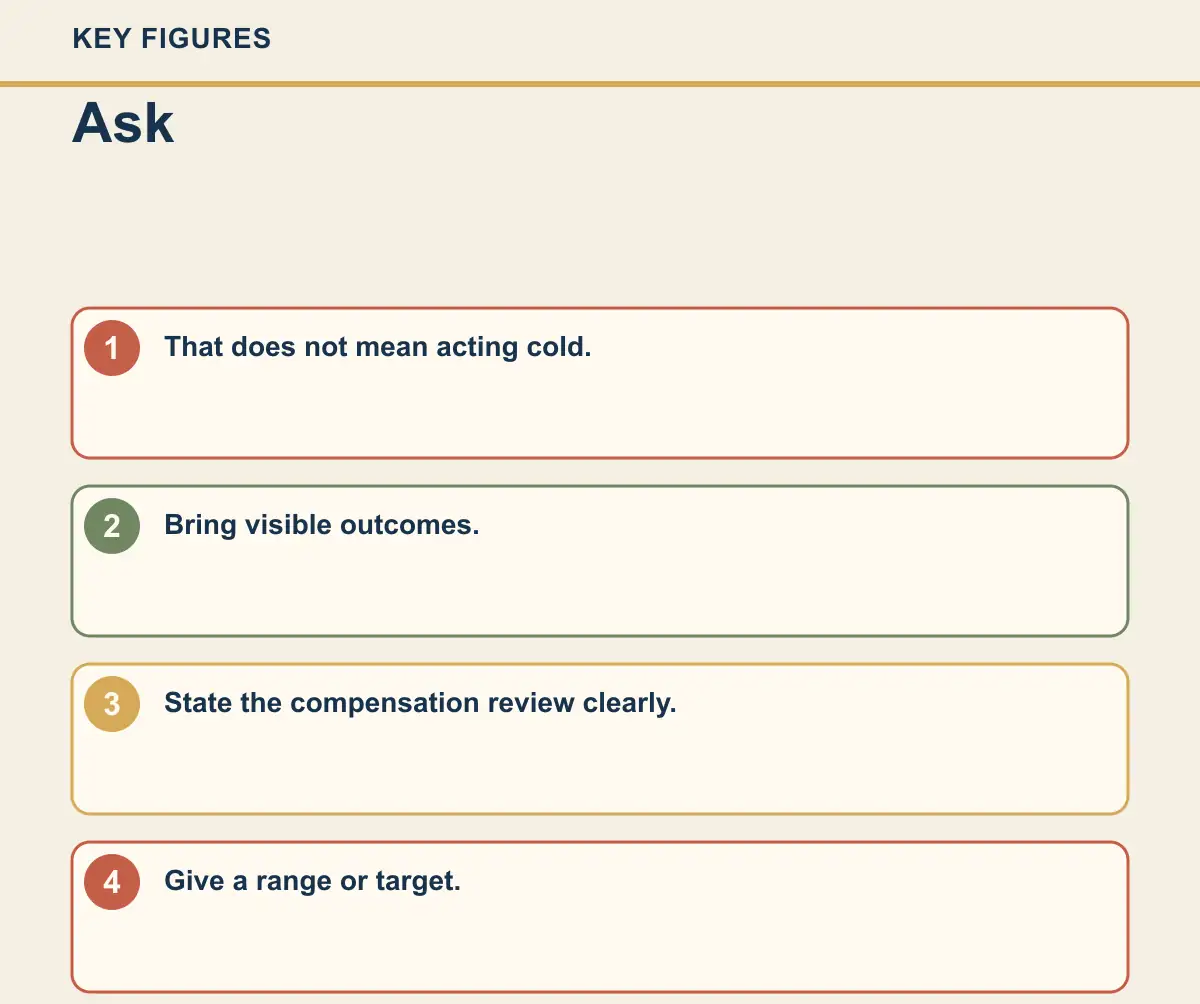 KEY FIGURES
Ask
1
That does not mean acting cold.
2
Bring visible outcomes.
3
State the compensation review clearly.
4
Give a range or target.